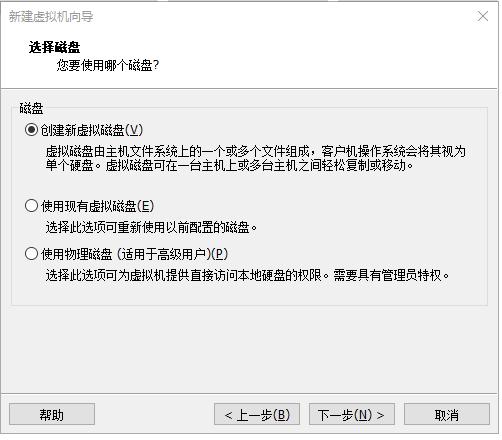 新建虚拟机向导
选择磁盘
您要使用哪个磁盘?
磁盘
创建新虚拟磁盘(V)
虚拟磁盘由主机文件系统上的一个或多个文件组成，客户机操作系统会将其视为
单个硬盘。虚拟磁盘可在一台主机上或多台主机之间轻松复制或移动。
使用现有虚拟磁盘(E)
选择此选项可重新使用以前配置的磁盘。
使用物理磁盘 (适用于高级用户)(P)
选择此选项可为虚拟机提供直接访问本地硬盘的权限。需要具有管理员特权。
帮助 < 上一步(B) 下一步(N) > 取消